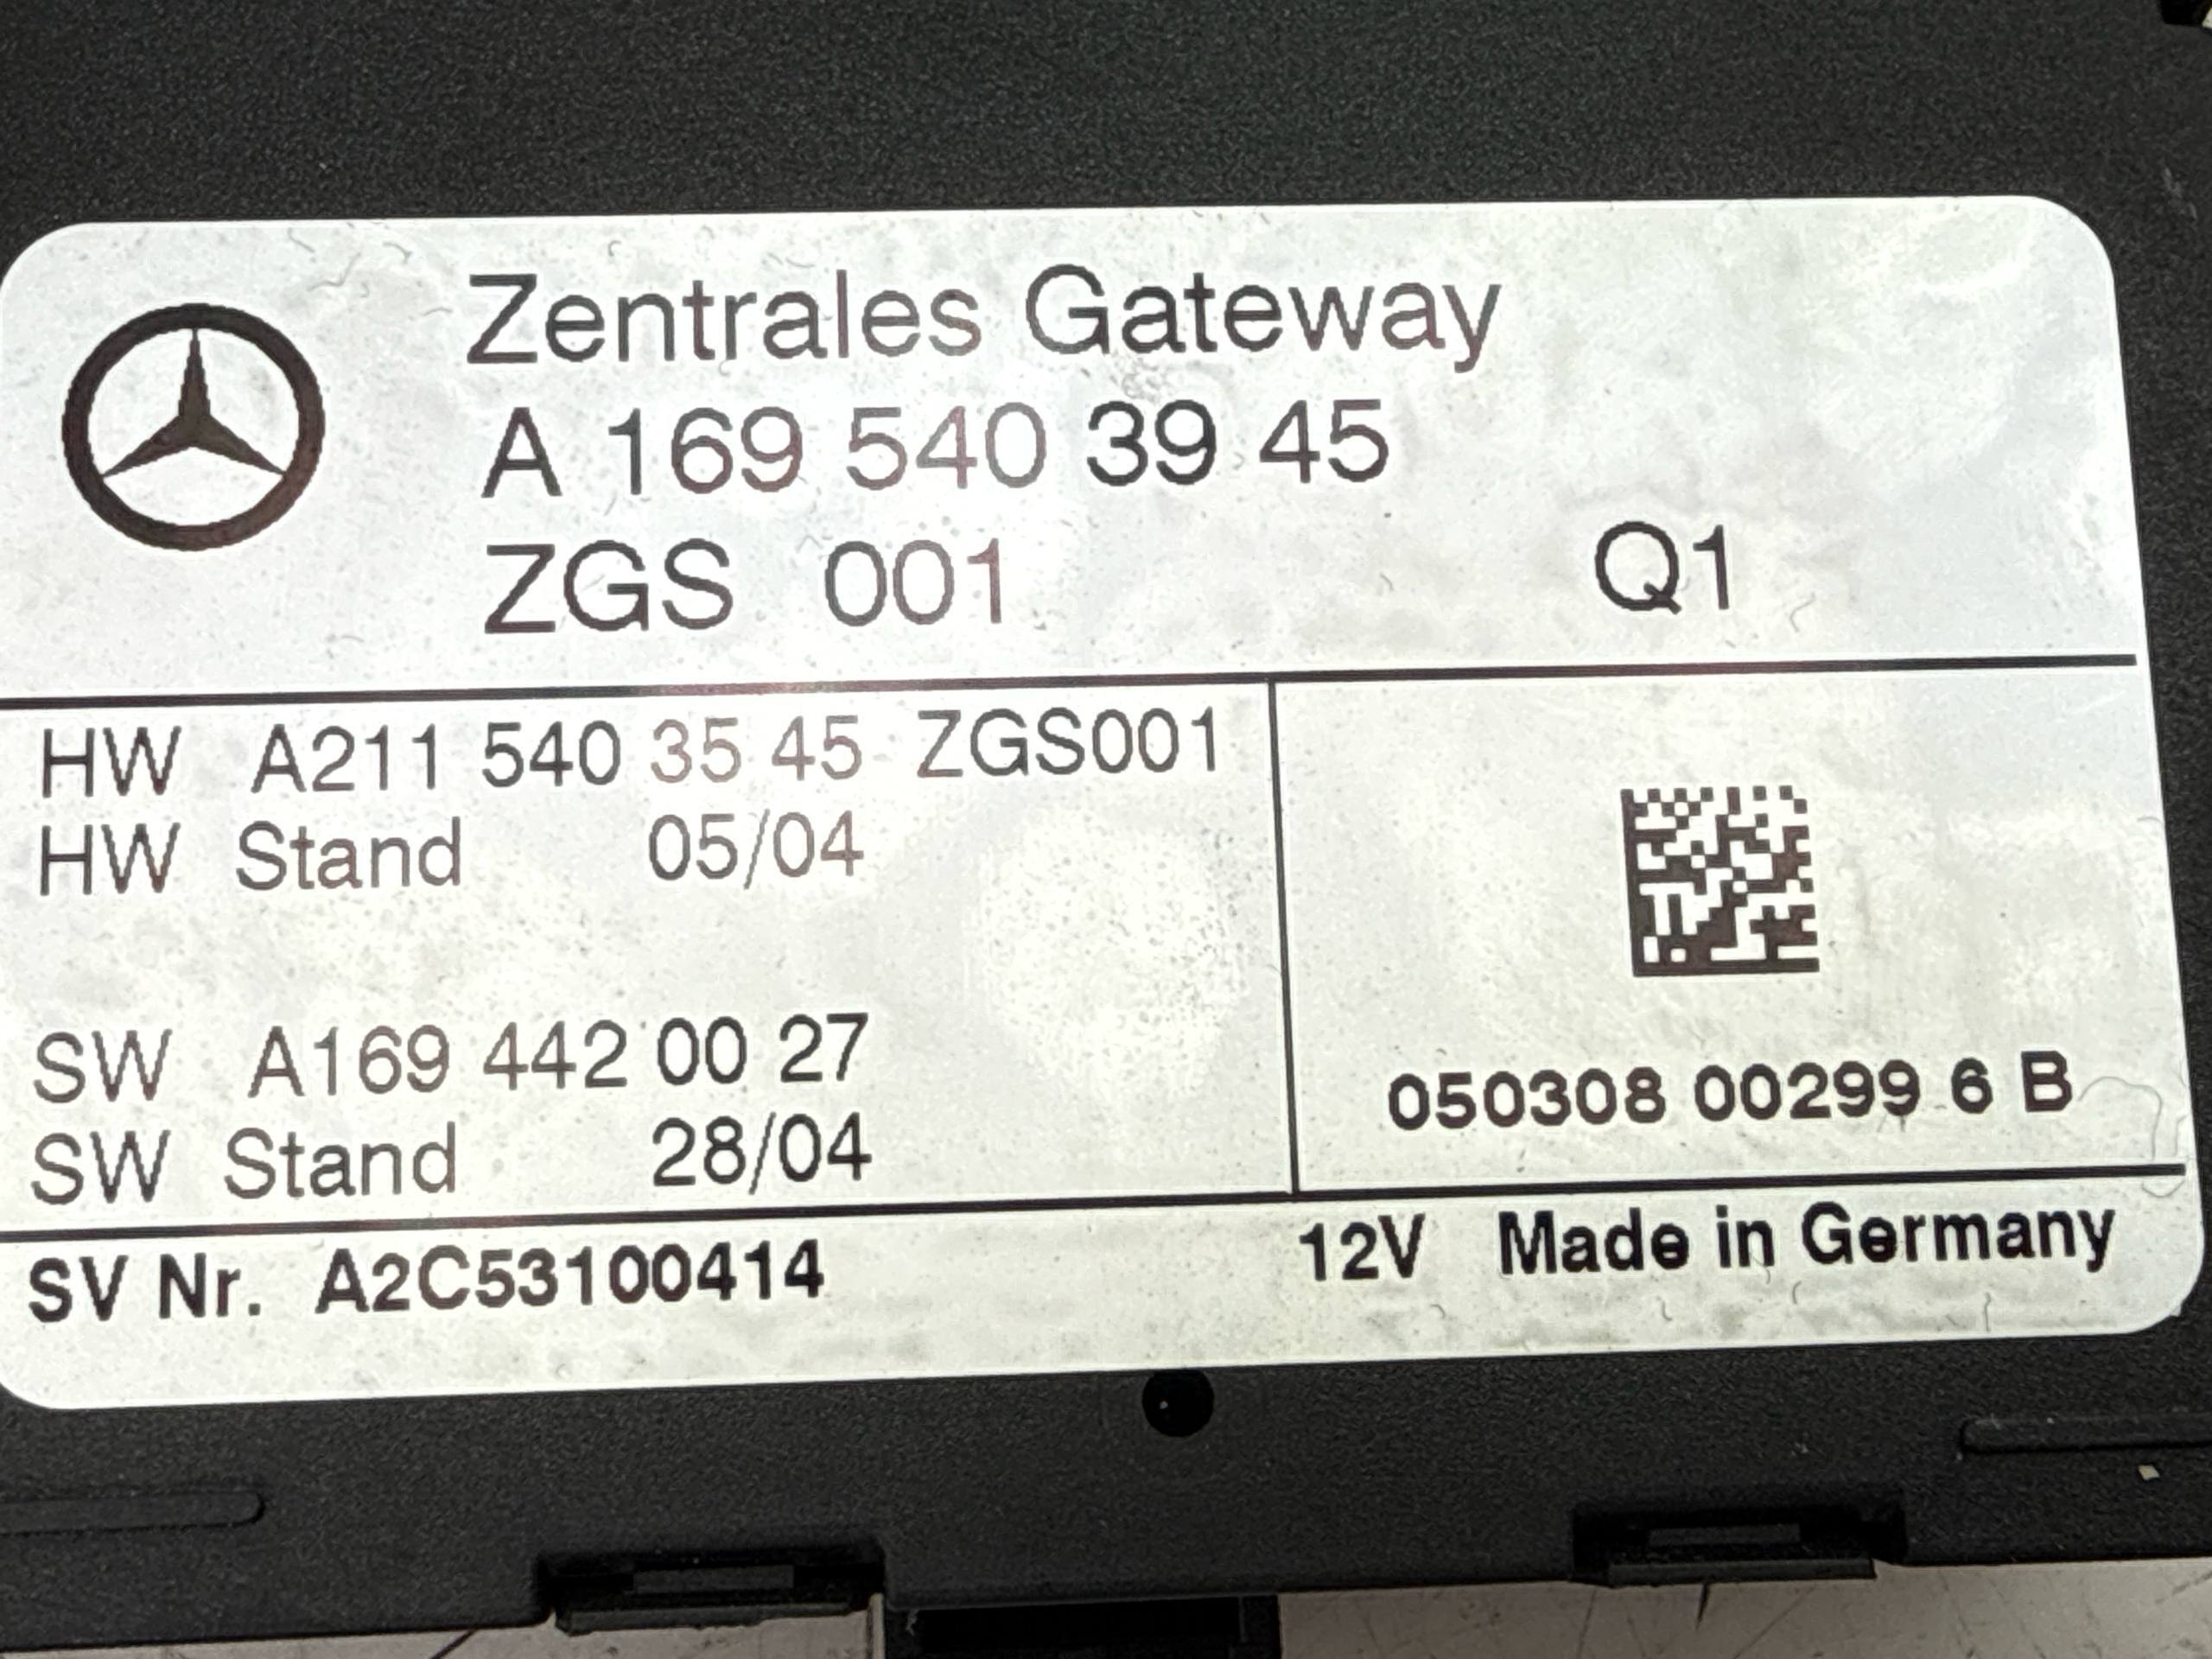 Zentrales Gateway
A 169 540 39 45
ZGS 001 Q1
HW A211 540 35 45 ZGS001
HW Stand 05/04
SW A169 442 00 27
SW Stand 28/04
050308 00299 6 B
SV Nr. A2C53100414
12V Made in Germany